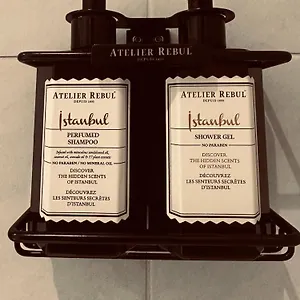 ATELIER REBUL
DEPUIS 1895
ATELIER REBUL
DEPUIS 1895
İstanbul
PERFUMED
SHAMPOO
NO PARABEN / NO MINERAL OIL
DISCOVER
THE HIDDEN SCENTS
OF ISTANBUL
DÉCOUVREZ
LES SENTEURS SECRÈTES
D'ISTANBUL
ATELIER REBUL
DEPUIS 1895
İstanbul
SHOWER GEL
NO PARABEN
DISCOVER
THE HIDDEN SCENTS
OF ISTANBUL
DÉCOUVREZ
LES SENTEURS SECRÈTES
D'ISTANBUL